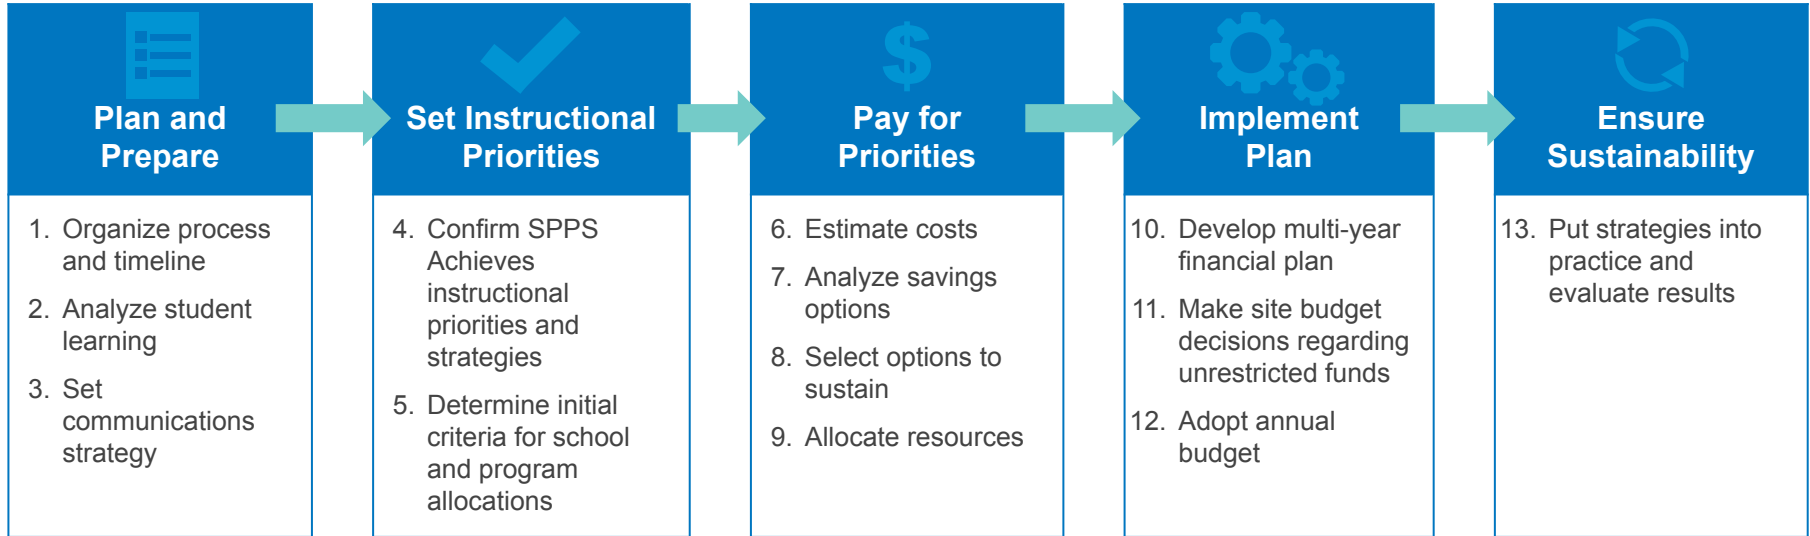 Plan and
Prepare
1. Organize process
and timeline
2. Analyze student
learning
3. Set
communications
strategy
Set Instructional
Priorities
4. Confirm SPPS
Achieves
instructional
priorities and
strategies
5. Determine initial
criteria for school
and program
allocations
$
Pay for
Priorities
6. Estimate costs
7. Analyze savings
options
8. Select options to
sustain
9. Allocate resources
Implement
Plan
10. Develop multi-year
financial plan
11. Make site budget
decisions regarding
unrestricted funds
12. Adopt annual
budget
Ensure
Sustainability
13. Put strategies into
practice and
evaluate results